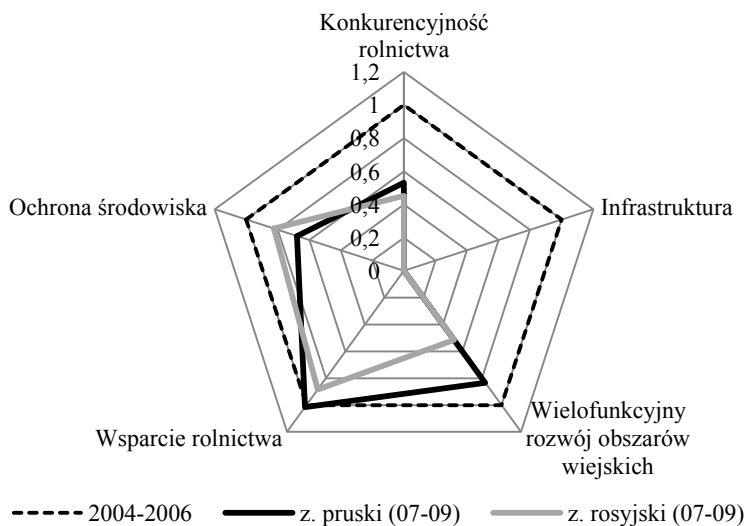 Konkurencyjność
rolnictwa
1,2
1
0,8
0,6
0,4
0,2
0
Ochrona środowiska
Infrastruktura
Wsparcie rolnictwa
Wielofunkcyjny
rozwój obszarów
wiejskich
2004-2006
z. pruski (07-09)
z. rosyjski (07-09)